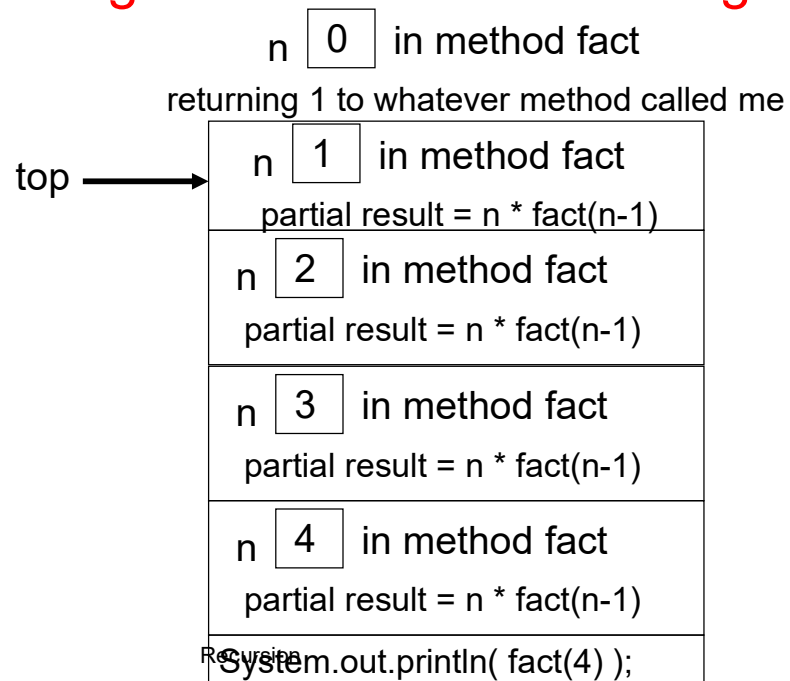 n 0 in method fact
returning 1 to whatever method called me
top
n 1 in method fact
partial result = n * fact(n-1)
n 2 in method fact
partial result = n * fact(n-1)
n 3 in method fact
partial result = n * fact(n-1)
n 4 in method fact
partial result = n * fact(n-1)
Recursion
System.out.println( fact(4) );